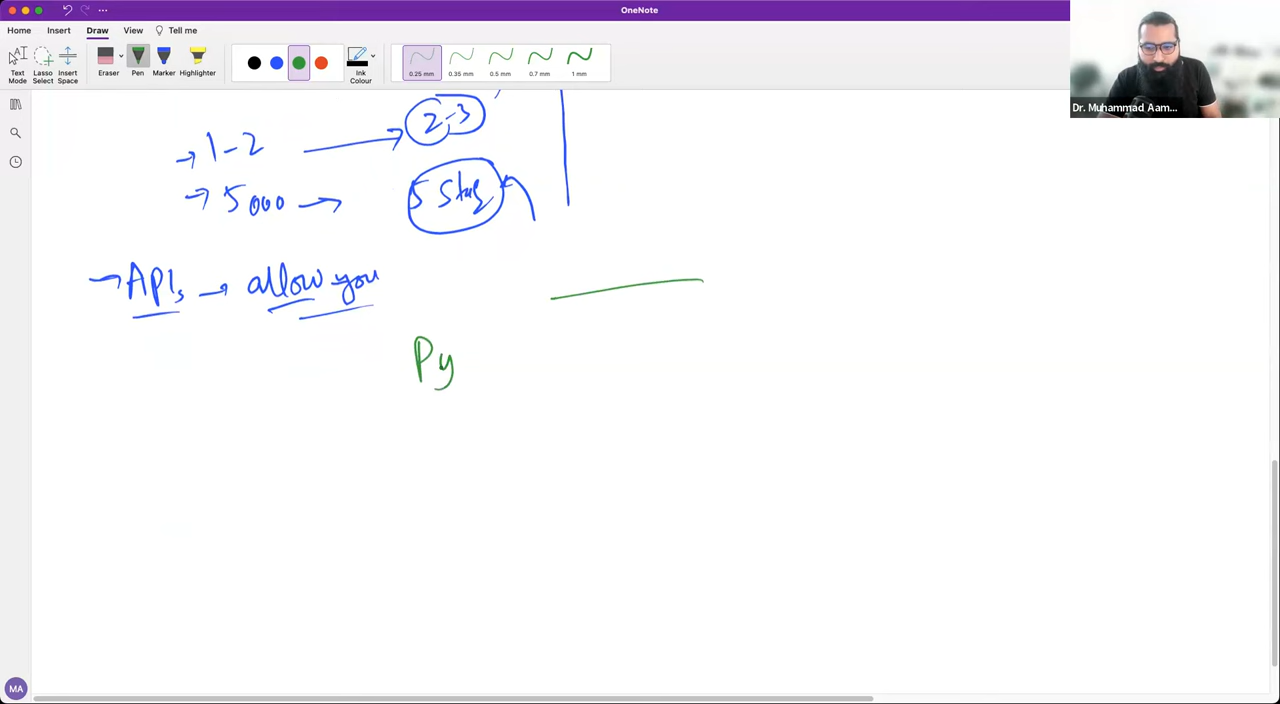 OneNote
Home Insert Draw View Tell me
Text Mode Lasso Select Insert Space Eraser Pen Marker Highlighter Ink Colour 0.25 mm 0.35 mm 0.5 mm 0.7 mm 1 mm
Dr. Muhammad Aam...
→ 1-2 → 2-3
→ 5000 → 5
→ APIs → allow you
Py
MA